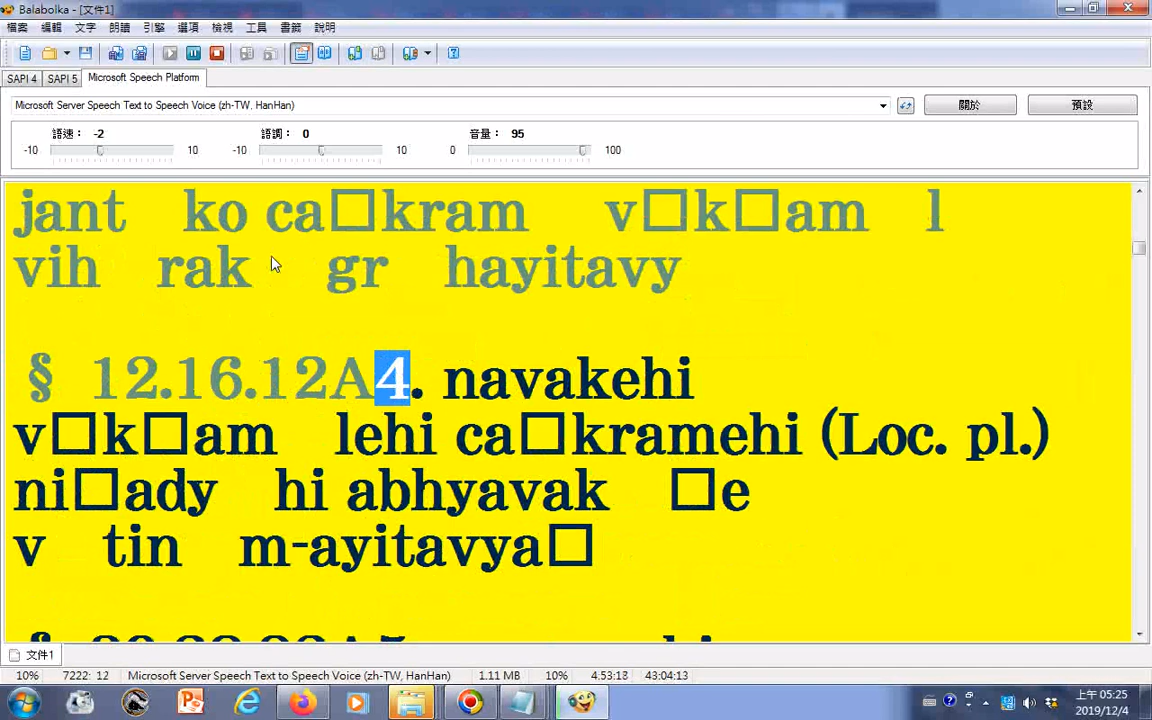 Balabolka - [文件1]
檔案 編輯 文字 朗讀 引擎 選項 檢視 工具 書籤 說明
SAPI 4 SAPI 5 Microsoft Speech Platform
Microsoft Server Speech Text to Speech Voice (zh-TW, HanHan) 關於 預設
語速： -2 語調： 0 音量： 95
-10 10 -10 10 0 100
jant ko ca□kram v□k□am l
vih rak gr hayitavy
§ 12.16.12A4. navakehi
v□k□am lehi ca□kramehi (Loc. pl.)
ni□ady hi abhyavak □e
v tin m-ayitavya□
文件1
10% 7222: 12 Microsoft Server Speech Text to Speech Voice (zh-TW, HanHan) 1.11 MB 10% 4:53:13 43:04:13
上午 05:25
2019/12/4